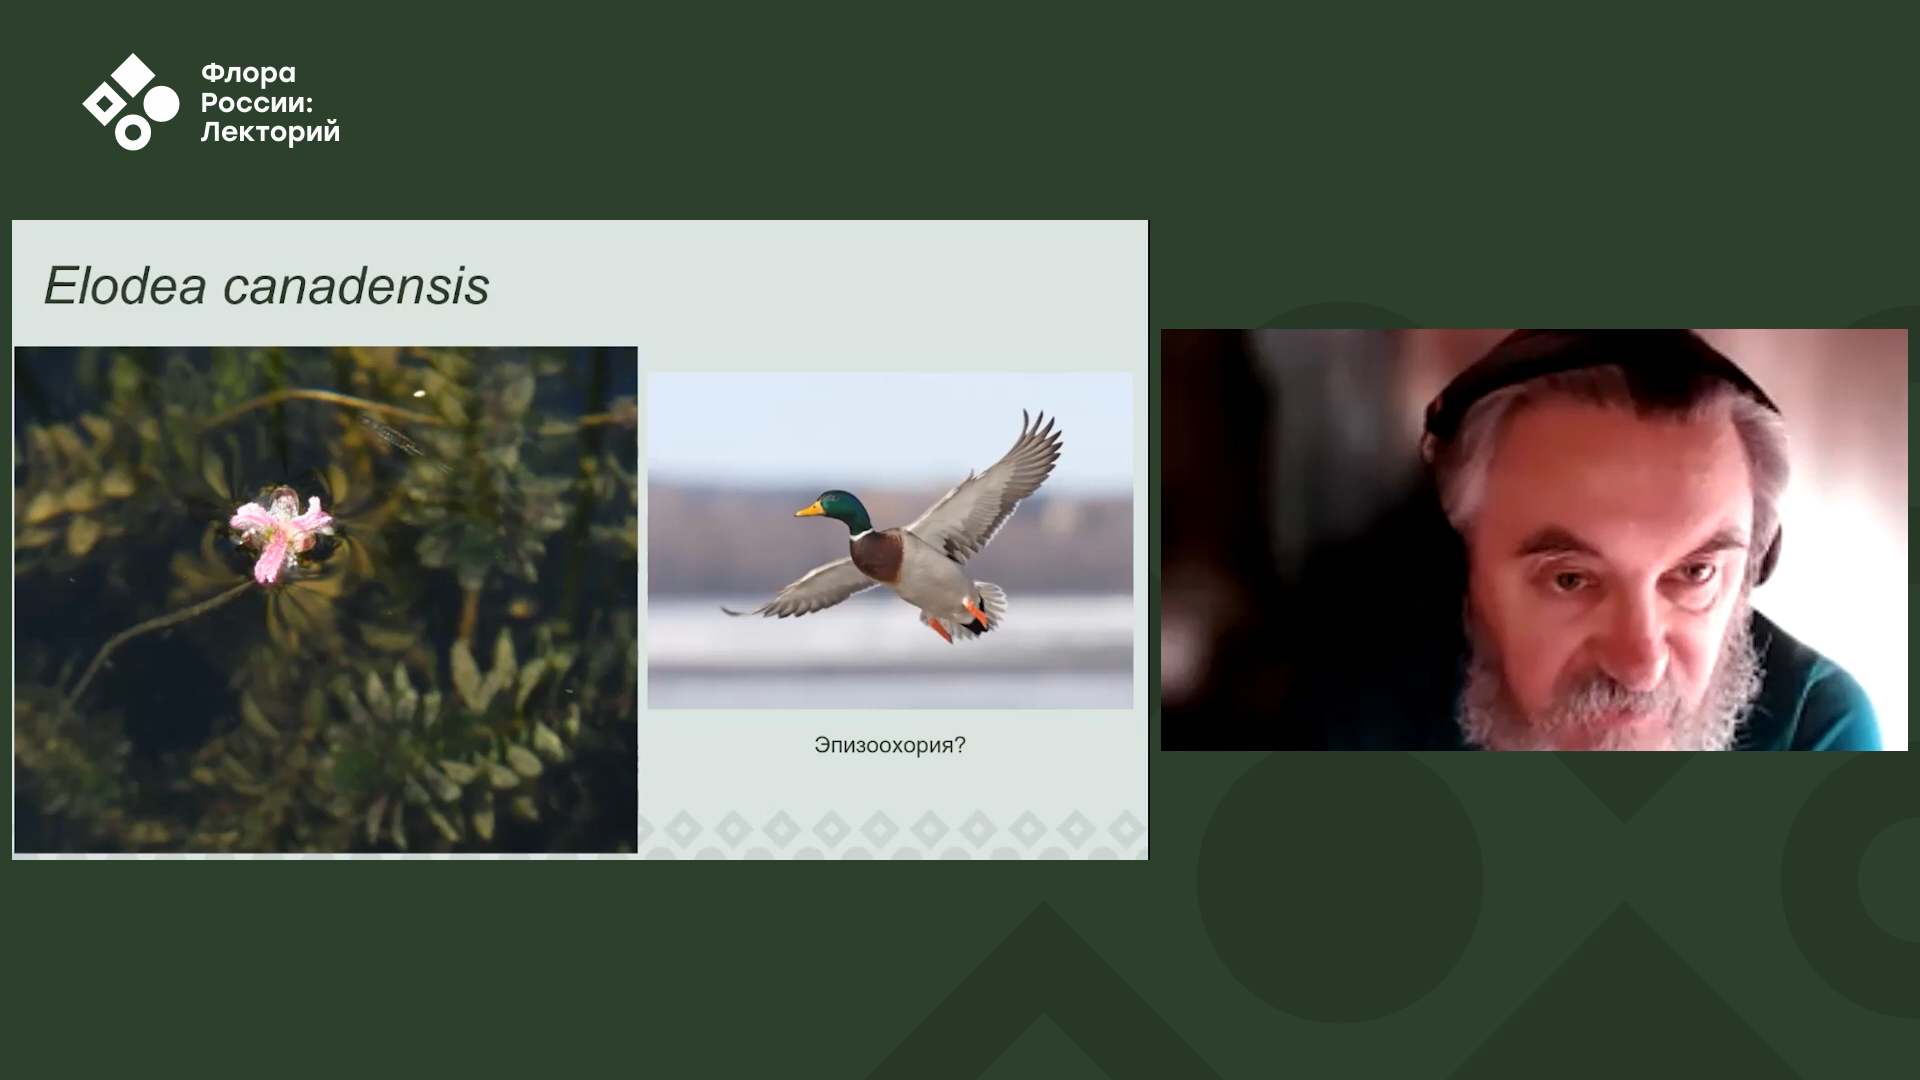 Флора
России:
Лекторий
Elodea canadensis
Эпизоохория?